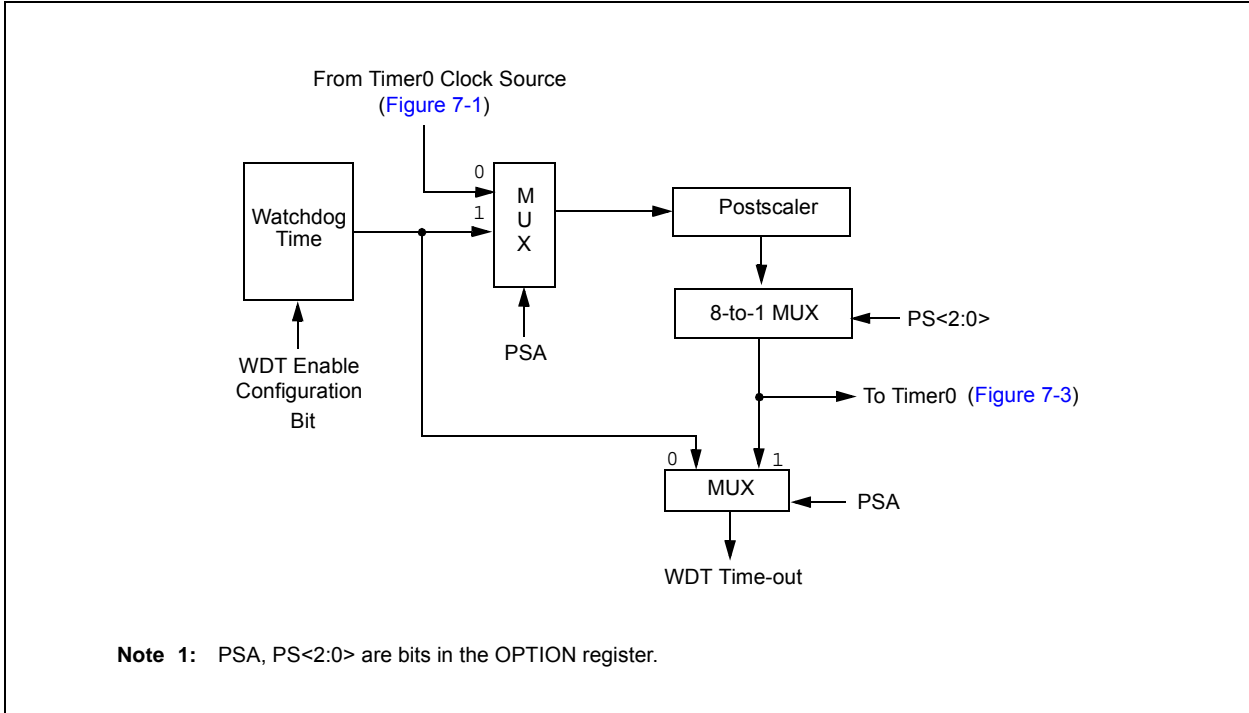 From Timer0 Clock Source
(Figure 7-1)
0
M
U
X
1
Watchdog
Time
Postscaler
8-to-1 MUX
PS<2:0>
PSA
WDT Enable
Configuration
Bit
To Timer0 (Figure 7-3)
0
1
MUX
PSA
WDT Time-out
Note 1: PSA, PS<2:0> are bits in the OPTION register.